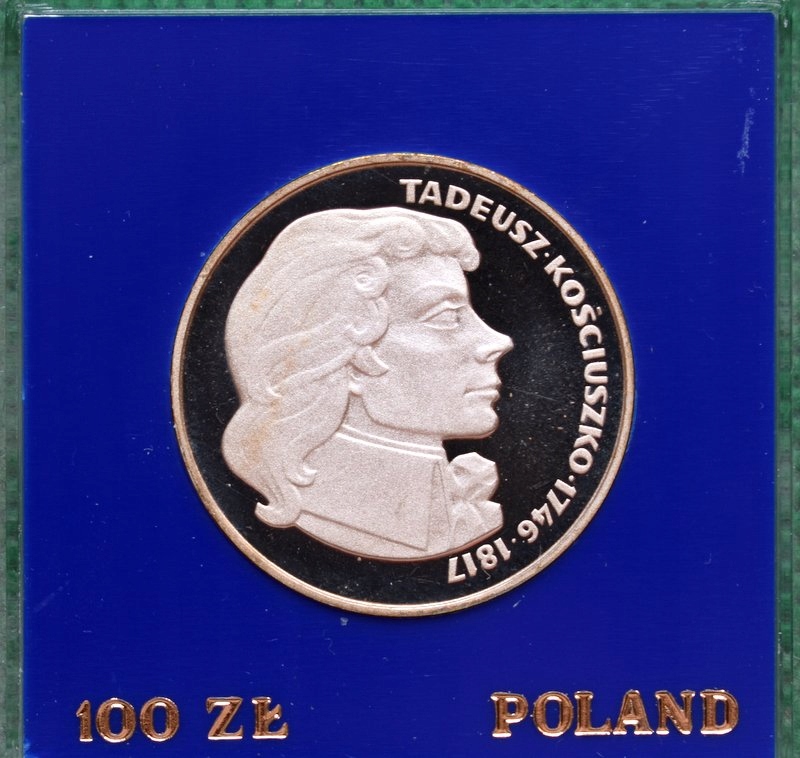 TADEUSZ·KOŚCIUSZKO·1746·1817
100 ZŁ POLAND